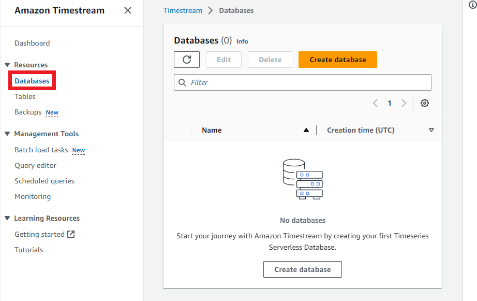 Amazon Timestream
Dashboard
Resources
Databases
Tables
Backups New
Management Tools
Batch load tasks New
Query editor
Scheduled queries
Monitoring
Learning Resources
Getting started
Tutorials
Timestream > Databases
Databases (0) Info
Edit
Delete
Create database
Filter
1
Name
Creation time (UTC)
No databases
Start your journey with Amazon Timestream by creating your first Timeseries
Serverless Database.
Create database